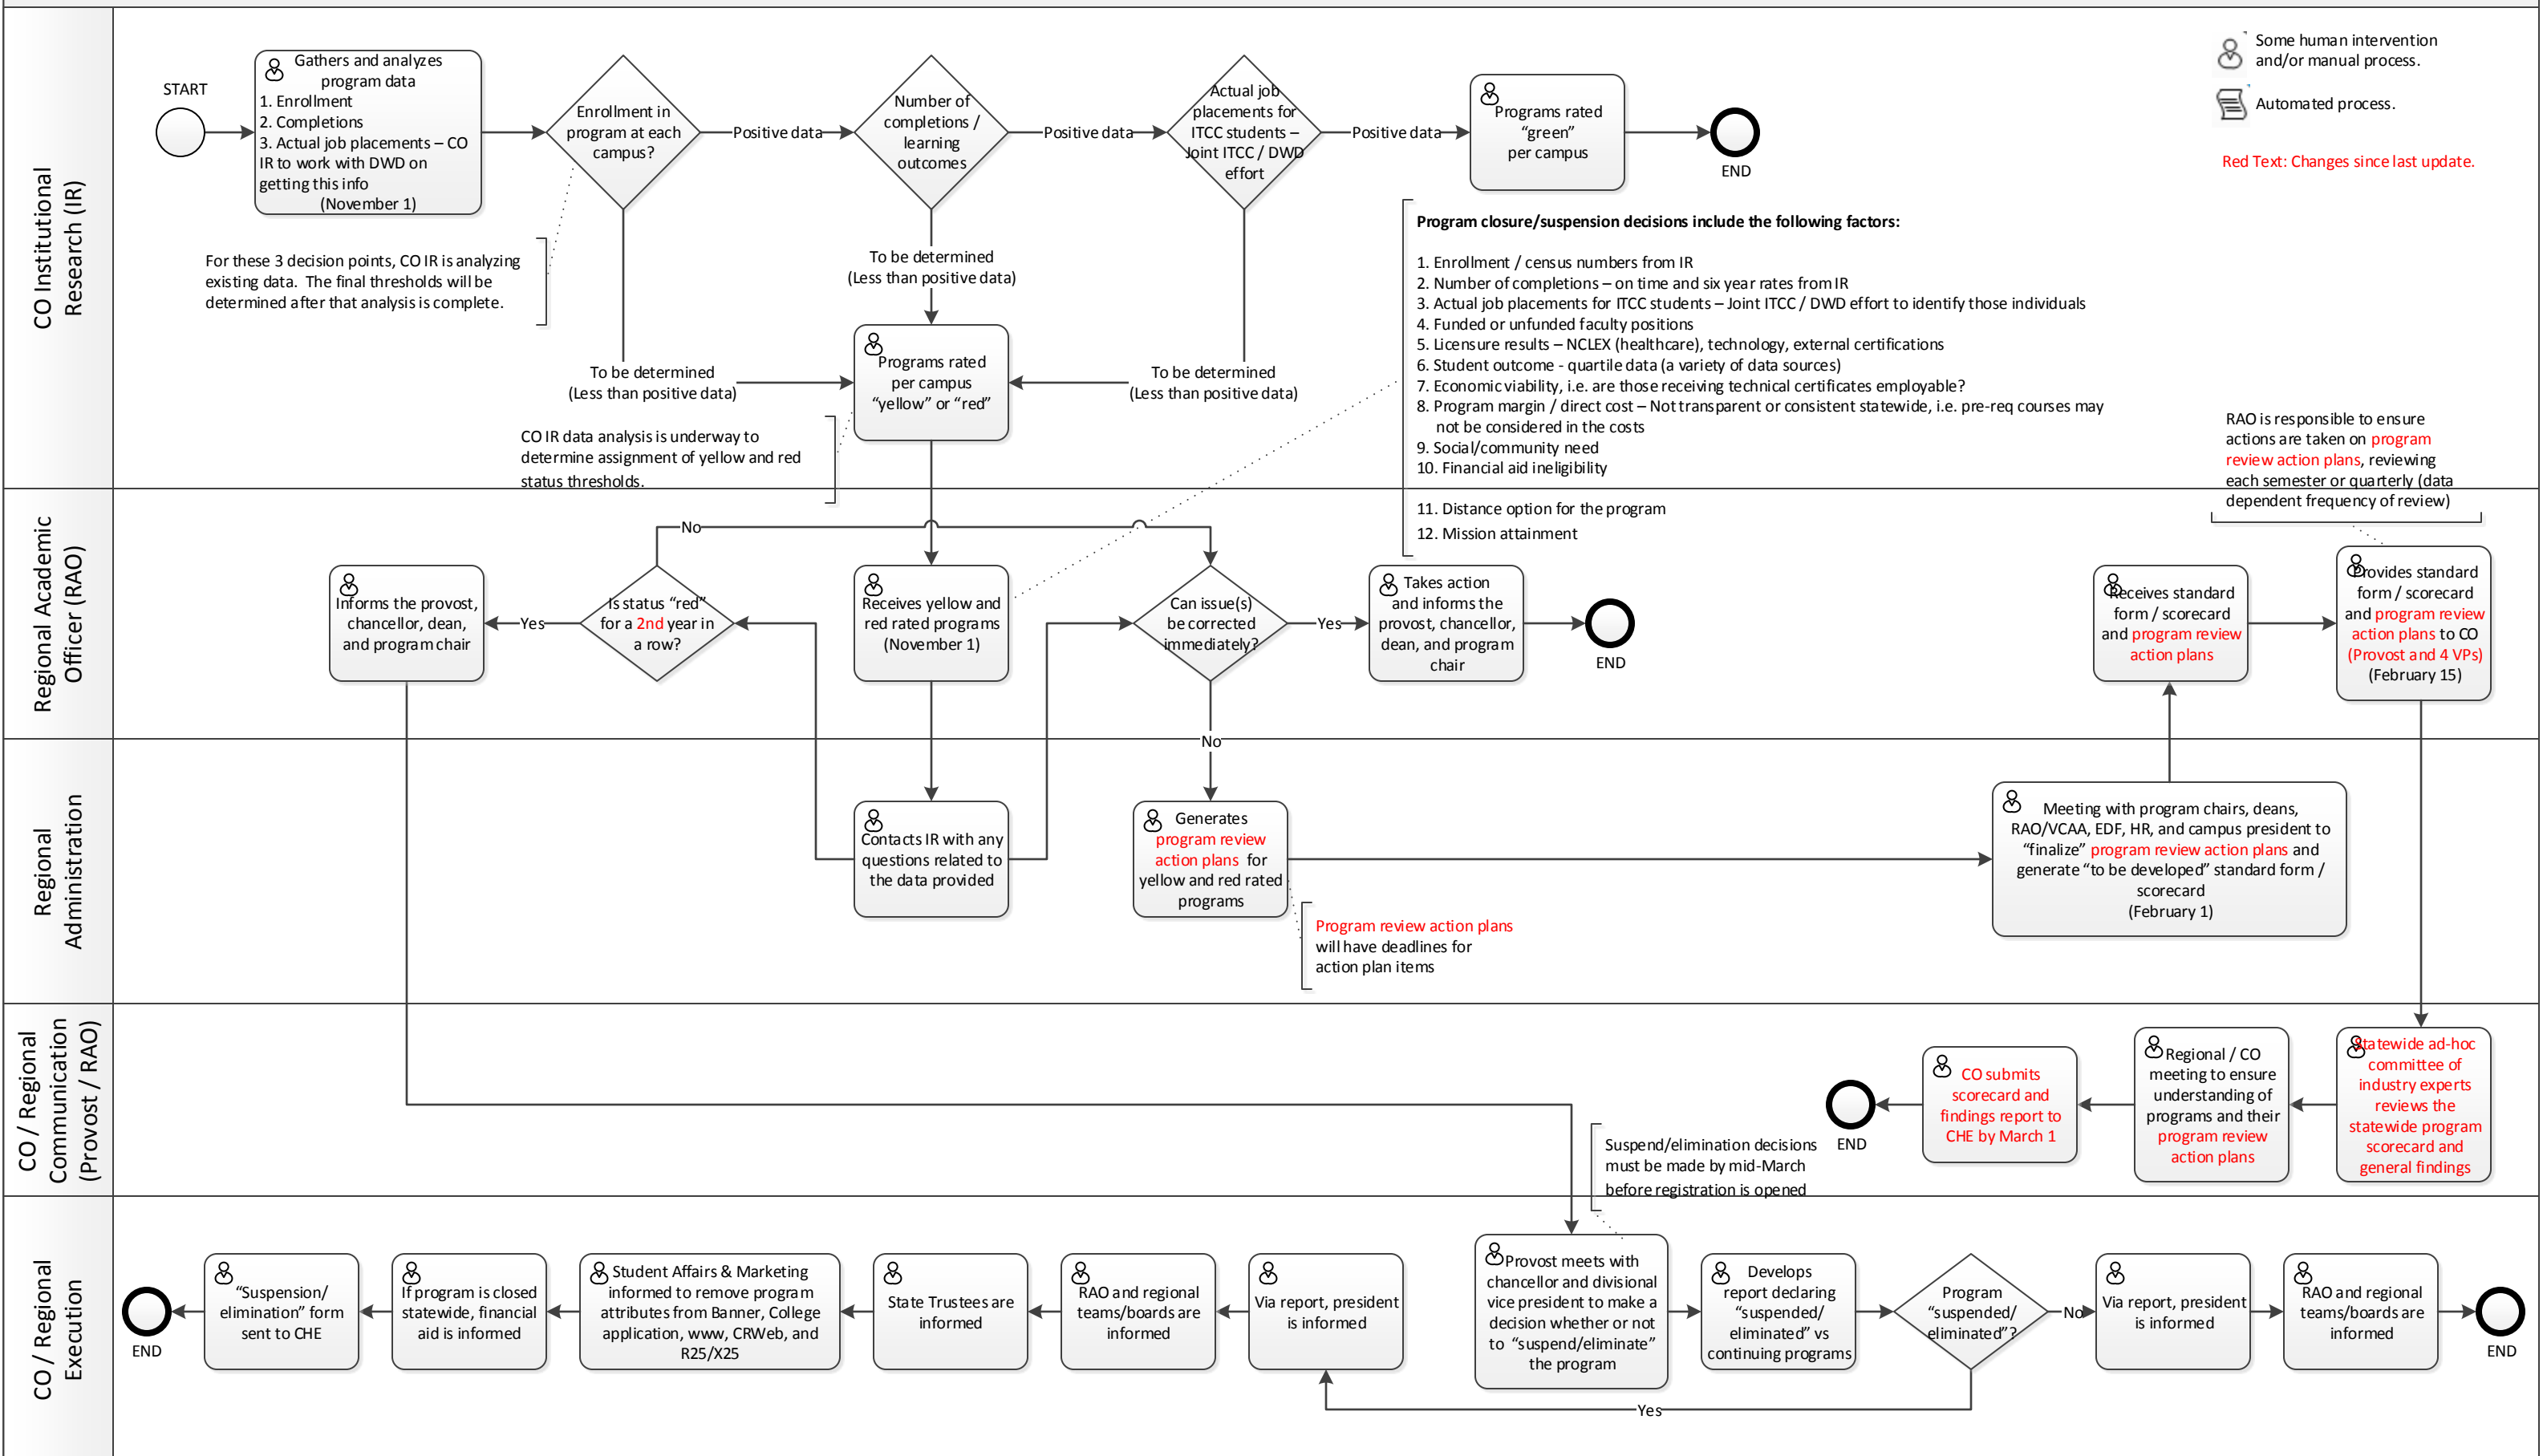 CO Institutional
Research (IR)
START
Gathers and analyzes
program data
1. Enrollment
2. Completions
3. Actual job placements – CO
IR to work with DWD on
getting this info
(November 1)
Enrollment in
program at each
campus?
Positive data
Number of
completions /
learning
outcomes
Positive data
Actual job
placements for
ITCC students –
Joint ITCC / DWD
effort
Positive data
Programs rated
“green”
per campus
END
Some human intervention
and/or manual process.
Automated process.
Red Text: Changes since last update.
For these 3 decision points, CO IR is analyzing
existing data.  The final thresholds will be
determined after that analysis is complete.
To be determined
(Less than positive data)
To be determined
(Less than positive data)
Programs rated
per campus
“yellow” or “red”
To be determined
(Less than positive data)
CO IR data analysis is underway to
determine assignment of yellow and red
status thresholds.
Program closure/suspension decisions include the following factors:
1. Enrollment / census numbers from IR
2. Number of completions – on time and six year rates from IR
3. Actual job placements for ITCC students – Joint ITCC / DWD effort to identify those individuals
4. Funded or unfunded faculty positions
5. Licensure results – NCLEX (healthcare), technology, external certifications
6. Student outcome - quartile data (a variety of data sources)
7. Economic viability, i.e. are those receiving technical certificates employable?
8. Program margin / direct cost – Not transparent or consistent statewide, i.e. pre-req courses may
not be considered in the costs
9. Social/community need
10. Financial aid ineligibility
11. Distance option for the program
12. Mission attainment
RAO is responsible to ensure
actions are taken on program
review action plans, reviewing
each semester or quarterly (data
dependent frequency of review)
Regional Academic
Officer (RAO)
Informs the provost,
chancellor, dean,
and program chair
Yes
Is status “red”
for a 2nd year in
a row?
No
Receives yellow and
red rated programs
(November 1)
Can issue(s)
be corrected
immediately?
Yes
Takes action
and informs the
provost, chancellor,
dean, and program
chair
END
Receives standard
form / scorecard
and program review
action plans
Provides standard
form / scorecard
and program review
action plans to CO
(Provost and 4 VPs)
(February 15)
No
Regional
Administration
Contacts IR with any
questions related to
the data provided
Generates
program review
action plans  for
yellow and red rated
programs
Program review action plans
will have deadlines for
action plan items
Meeting with program chairs, deans,
RAO/VCAA, EDF, HR, and campus president to
“finalize” program review action plans and
generate “to be developed” standard form /
scorecard
(February 1)
CO / Regional
Communication
(Provost / RAO)
END
CO submits
scorecard and
findings report to
CHE by March 1
Regional / CO
meeting to ensure
understanding of
programs and their
program review
action plans
Statewide ad-hoc
committee of
industry experts
reviews the
statewide program
scorecard and
general findings
Suspend/elimination decisions
must be made by mid-March
before registration is opened
CO / Regional
Execution
END
“Suspension/
elimination” form
sent to CHE
If program is closed
statewide, financial
aid is informed
Student Affairs & Marketing
informed to remove program
attributes from Banner, College
application, www, CRWeb, and
R25/X25
State Trustees are
informed
RAO and regional
teams/boards are
informed
Via report, president
is informed
Provost meets with
chancellor and divisional
vice president to make a
decision whether or not
to  “suspend/eliminate”
the program
Develops
report declaring
“suspended/
eliminated” vs
continuing programs
Program
“suspended/
eliminated”?
No
Via report, president
is informed
RAO and regional
teams/boards are
informed
END
Yes